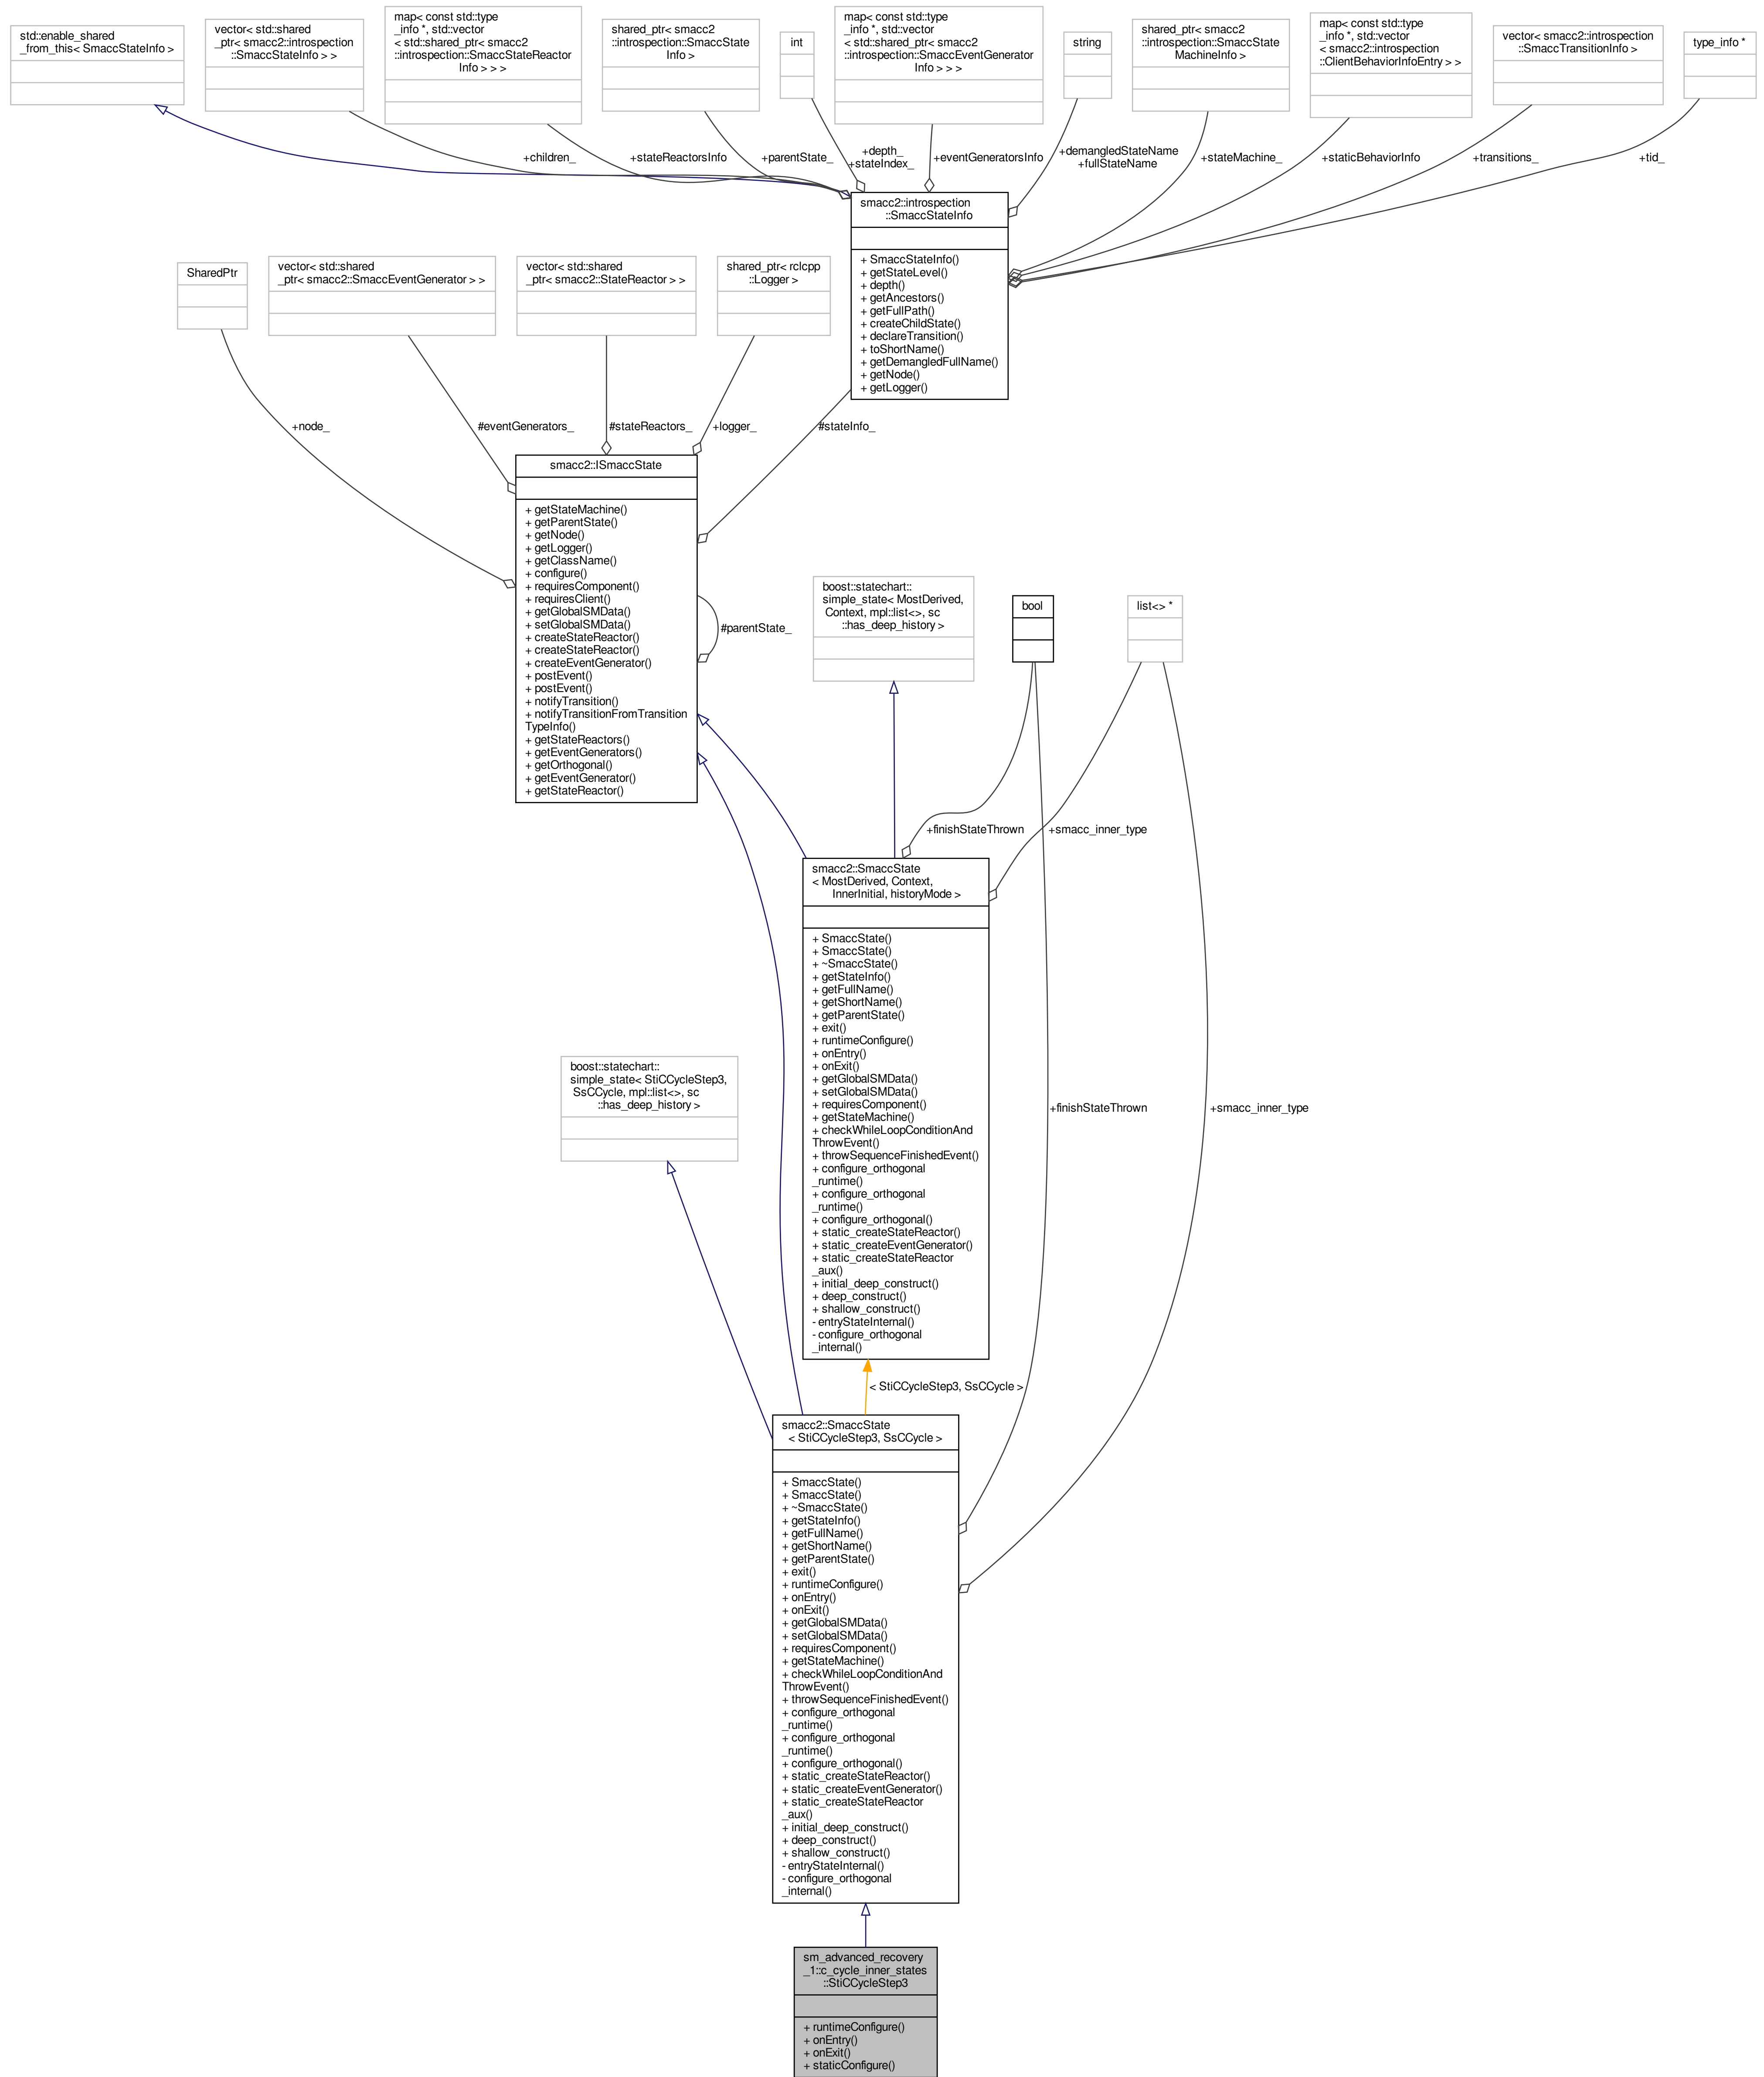 std::enable_shared
_from_this< SmaccStateInfo >
vector< std::shared
_ptr< smacc2::introspection
::SmaccStateInfo > >
map< const std::type
_info *, std::vector
< std::shared_ptr< smacc2
::introspection::SmaccStateReactor
Info > > >
shared_ptr< smacc2
::introspection::SmaccState
Info >
int
map< const std::type
_info *, std::vector
< std::shared_ptr< smacc2
::introspection::SmaccEventGenerator
Info > > >
string
shared_ptr< smacc2
::introspection::SmaccState
MachineInfo >
map< const std::type
_info *, std::vector
< smacc2::introspection
::ClientBehaviorInfoEntry > >
vector< smacc2::introspection
::SmaccTransitionInfo >
type_info *
+children_
+stateReactorsInfo
+parentState_
+depth_
+stateIndex_
+eventGeneratorsInfo
+demangledStateName
+fullStateName
+stateMachine_
+staticBehaviorInfo
+transitions_
+tid_
smacc2::introspection
::SmaccStateInfo
+ SmaccStateInfo()
+ getStateLevel()
+ depth()
+ getAncestors()
+ getFullPath()
+ createChildState()
+ declareTransition()
+ toShortName()
+ getDemangledFullName()
+ getNode()
+ getLogger()
SharedPtr
vector< std::shared
_ptr< smacc2::SmaccEventGenerator > >
vector< std::shared
_ptr< smacc2::StateReactor > >
shared_ptr< rclcpp
::Logger >
+node_
#eventGenerators_
#stateReactors_
+logger_
#stateInfo_
smacc2::ISmaccState
+ getStateMachine()
+ getParentState()
+ getNode()
+ getLogger()
+ getClassName()
+ configure()
+ requiresComponent()
+ requiresClient()
+ getGlobalSMData()
+ setGlobalSMData()
+ createStateReactor()
+ createStateReactor()
+ createEventGenerator()
+ postEvent()
+ postEvent()
+ notifyTransition()
+ notifyTransitionFromTransition
TypeInfo()
+ getStateReactors()
+ getEventGenerators()
+ getOrthogonal()
+ getEventGenerator()
+ getStateReactor()
#parentState_
boost::statechart::
simple_state< MostDerived,
Context, mpl::list<>, sc
::has_deep_history >
bool
list<> *
+finishStateThrown
+smacc_inner_type
smacc2::SmaccState
< MostDerived, Context,
InnerInitial, historyMode >
+ SmaccState()
+ SmaccState()
+ ~SmaccState()
+ getStateInfo()
+ getFullName()
+ getShortName()
+ getParentState()
+ exit()
+ runtimeConfigure()
+ onEntry()
+ onExit()
+ getGlobalSMData()
+ setGlobalSMData()
+ requiresComponent()
+ getStateMachine()
+ checkWhileLoopConditionAnd
ThrowEvent()
+ throwSequenceFinishedEvent()
+ configure_orthogonal
_runtime()
+ configure_orthogonal
_runtime()
+ configure_orthogonal()
+ static_createStateReactor()
+ static_createEventGenerator()
+ static_createStateReactor
_aux()
+ initial_deep_construct()
+ deep_construct()
+ shallow_construct()
- entryStateInternal()
- configure_orthogonal
_internal()
boost::statechart::
simple_state< StiCCycleStep3,
SsCCycle, mpl::list<>, sc
::has_deep_history >
+finishStateThrown
+smacc_inner_type
< StiCCycleStep3, SsCCycle >
smacc2::SmaccState
< StiCCycleStep3, SsCCycle >
+ SmaccState()
+ SmaccState()
+ ~SmaccState()
+ getStateInfo()
+ getFullName()
+ getShortName()
+ getParentState()
+ exit()
+ runtimeConfigure()
+ onEntry()
+ onExit()
+ getGlobalSMData()
+ setGlobalSMData()
+ requiresComponent()
+ getStateMachine()
+ checkWhileLoopConditionAnd
ThrowEvent()
+ throwSequenceFinishedEvent()
+ configure_orthogonal
_runtime()
+ configure_orthogonal
_runtime()
+ configure_orthogonal()
+ static_createStateReactor()
+ static_createEventGenerator()
+ static_createStateReactor
_aux()
+ initial_deep_construct()
+ deep_construct()
+ shallow_construct()
- entryStateInternal()
- configure_orthogonal
_internal()
sm_advanced_recovery
_1::c_cycle_inner_states
::StiCCycleStep3
+ runtimeConfigure()
+ onEntry()
+ onExit()
+ staticConfigure()